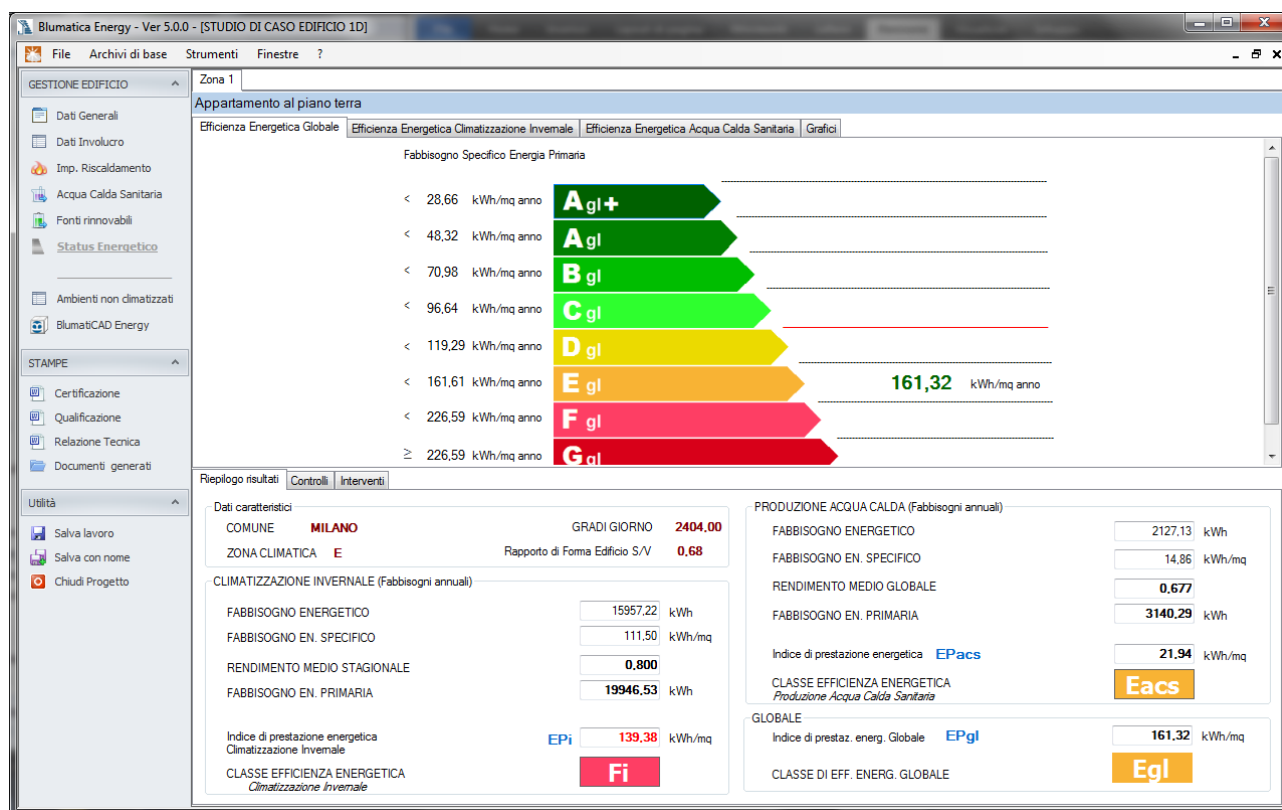 Blumatica Energy - Ver 5.0.0 - [STUDIO DI CASO EDIFICIO 1D]
File Archivi di base Strumenti Finestre ?
GESTIONE EDIFICIO
Dati Generali
Dati Involucro
Imp. Riscaldamento
Acqua Calda Sanitaria
Fonti rinnovabili
Status Energetico
Ambienti non climatizzati
BlumatiCAD Energy
STAMPE
Certificazione
Qualificazione
Relazione Tecnica
Documenti generati
Utilità
Salva lavoro
Salva con nome
Chiudi Progetto
Zona 1
Appartamento al piano terra
Efficienza Energetica Globale Efficienza Energetica Climatizzazione Invernale Efficienza Energetica Acqua Calda Sanitaria Grafici
Fabbisogno Specifico Energia Primaria
< 28,66 kWh/mq anno A gl+
< 48,32 kWh/mq anno A gl
< 70,98 kWh/mq anno B gl
< 96,64 kWh/mq anno C gl
< 119,29 kWh/mq anno D gl
< 161,61 kWh/mq anno E gl 161,32 kWh/mq anno
< 226,59 kWh/mq anno F gl
≥ 226,59 kWh/mq anno G gl
Riepilogo risultati Controlli Interventi
Dati caratteristici
COMUNE MILANO GRADI GIORNO 2404,00
ZONA CLIMATICA E Rapporto di Forma Edificio S/V 0,68
CLIMATIZZAZIONE INVERNALE (Fabbisogni annuali)
FABBISOGNO ENERGETICO 15957,22 kWh
FABBISOGNO EN. SPECIFICO 111,50 kWh/mq
RENDIMENTO MEDIO STAGIONALE 0,800
FABBISOGNO EN. PRIMARIA 19946,53 kWh
Indice di prestazione energetica
Climatizzazione Invernale EPi 139,38 kWh/mq
CLASSE EFFICIENZA ENERGETICA
Climatizzazione Invernale Fi
PRODUZIONE ACQUA CALDA (Fabbisogni annuali)
FABBISOGNO ENERGETICO 2127,13 kWh
FABBISOGNO EN. SPECIFICO 14,86 kWh/mq
RENDIMENTO MEDIO GLOBALE 0,677
FABBISOGNO EN. PRIMARIA 3140,29 kWh
Indice di prestazione energetica EPacs 21,94 kWh/mq
CLASSE EFFICIENZA ENERGETICA
Produzione Acqua Calda Sanitaria Eacs
GLOBALE
Indice di prestaz. energ. Globale EPgl 161,32 kWh/mq
CLASSE DI EFF. ENERG. GLOBALE Egl